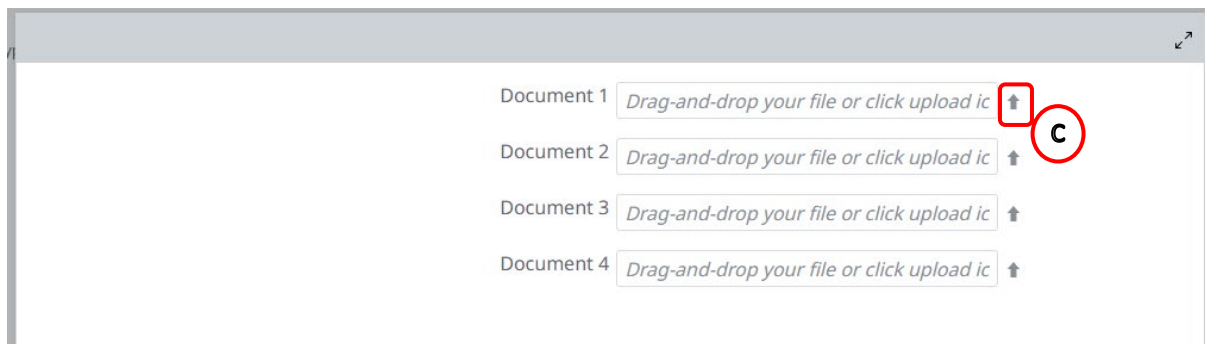 Document 1 Drag-and-drop your file or click upload ic
C
Document 2 Drag-and-drop your file or click upload ic
Document 3 Drag-and-drop your file or click upload ic
Document 4 Drag-and-drop your file or click upload ic